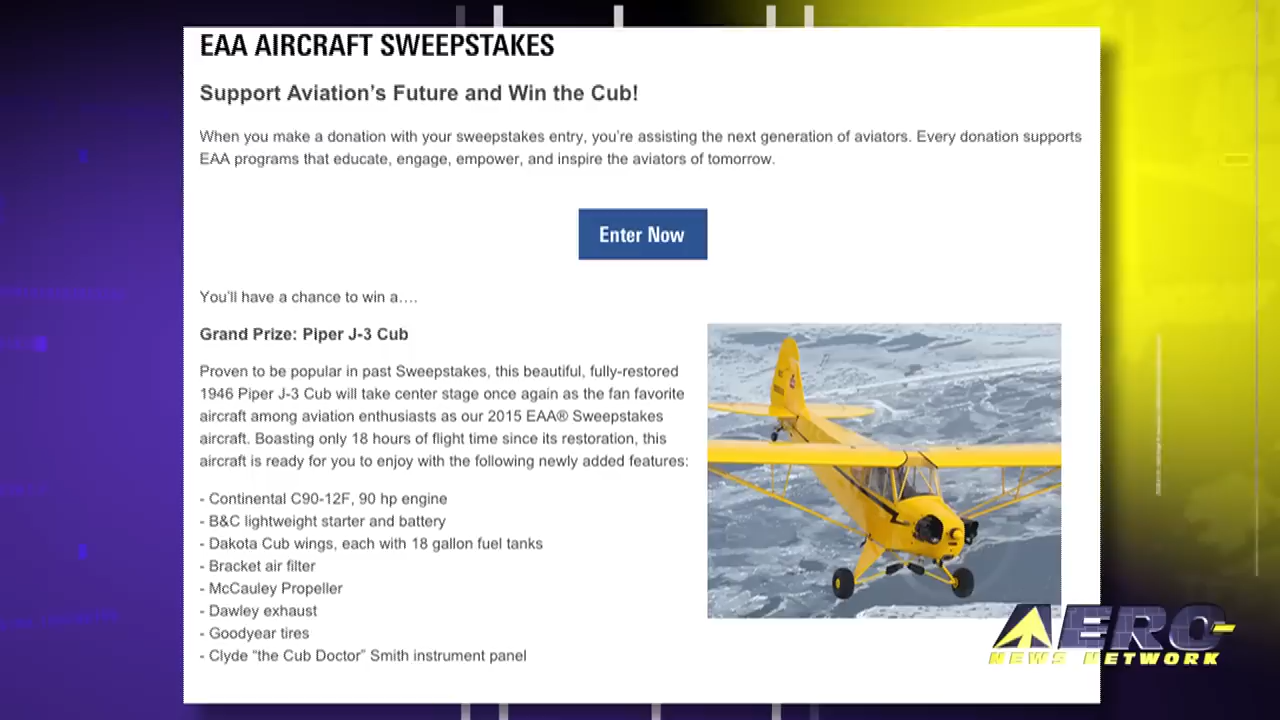 EAA AIRCRAFT SWEEPSTAKES
Support Aviation's Future and Win the Cub!
When you make a donation with your sweepstakes entry, you're assisting the next generation of aviators. Every donation supports
EAA programs that educate, engage, empower, and inspire the aviators of tomorrow.
Enter Now
You'll have a chance to win a….
Grand Prize: Piper J-3 Cub
Proven to be popular in past Sweepstakes, this beautiful, fully-restored
1946 Piper J-3 Cub will take center stage once again as the fan favorite
aircraft among aviation enthusiasts as our 2015 EAA® Sweepstakes
aircraft. Boasting only 18 hours of flight time since its restoration, this
aircraft is ready for you to enjoy with the following newly added features:
- Continental C90-12F, 90 hp engine
- B&C lightweight starter and battery
- Dakota Cub wings, each with 18 gallon fuel tanks
- Bracket air filter
- McCauley Propeller
- Dawley exhaust
- Goodyear tires
- Clyde “the Cub Doctor” Smith instrument panel
AERO-
NEWS NETWORK